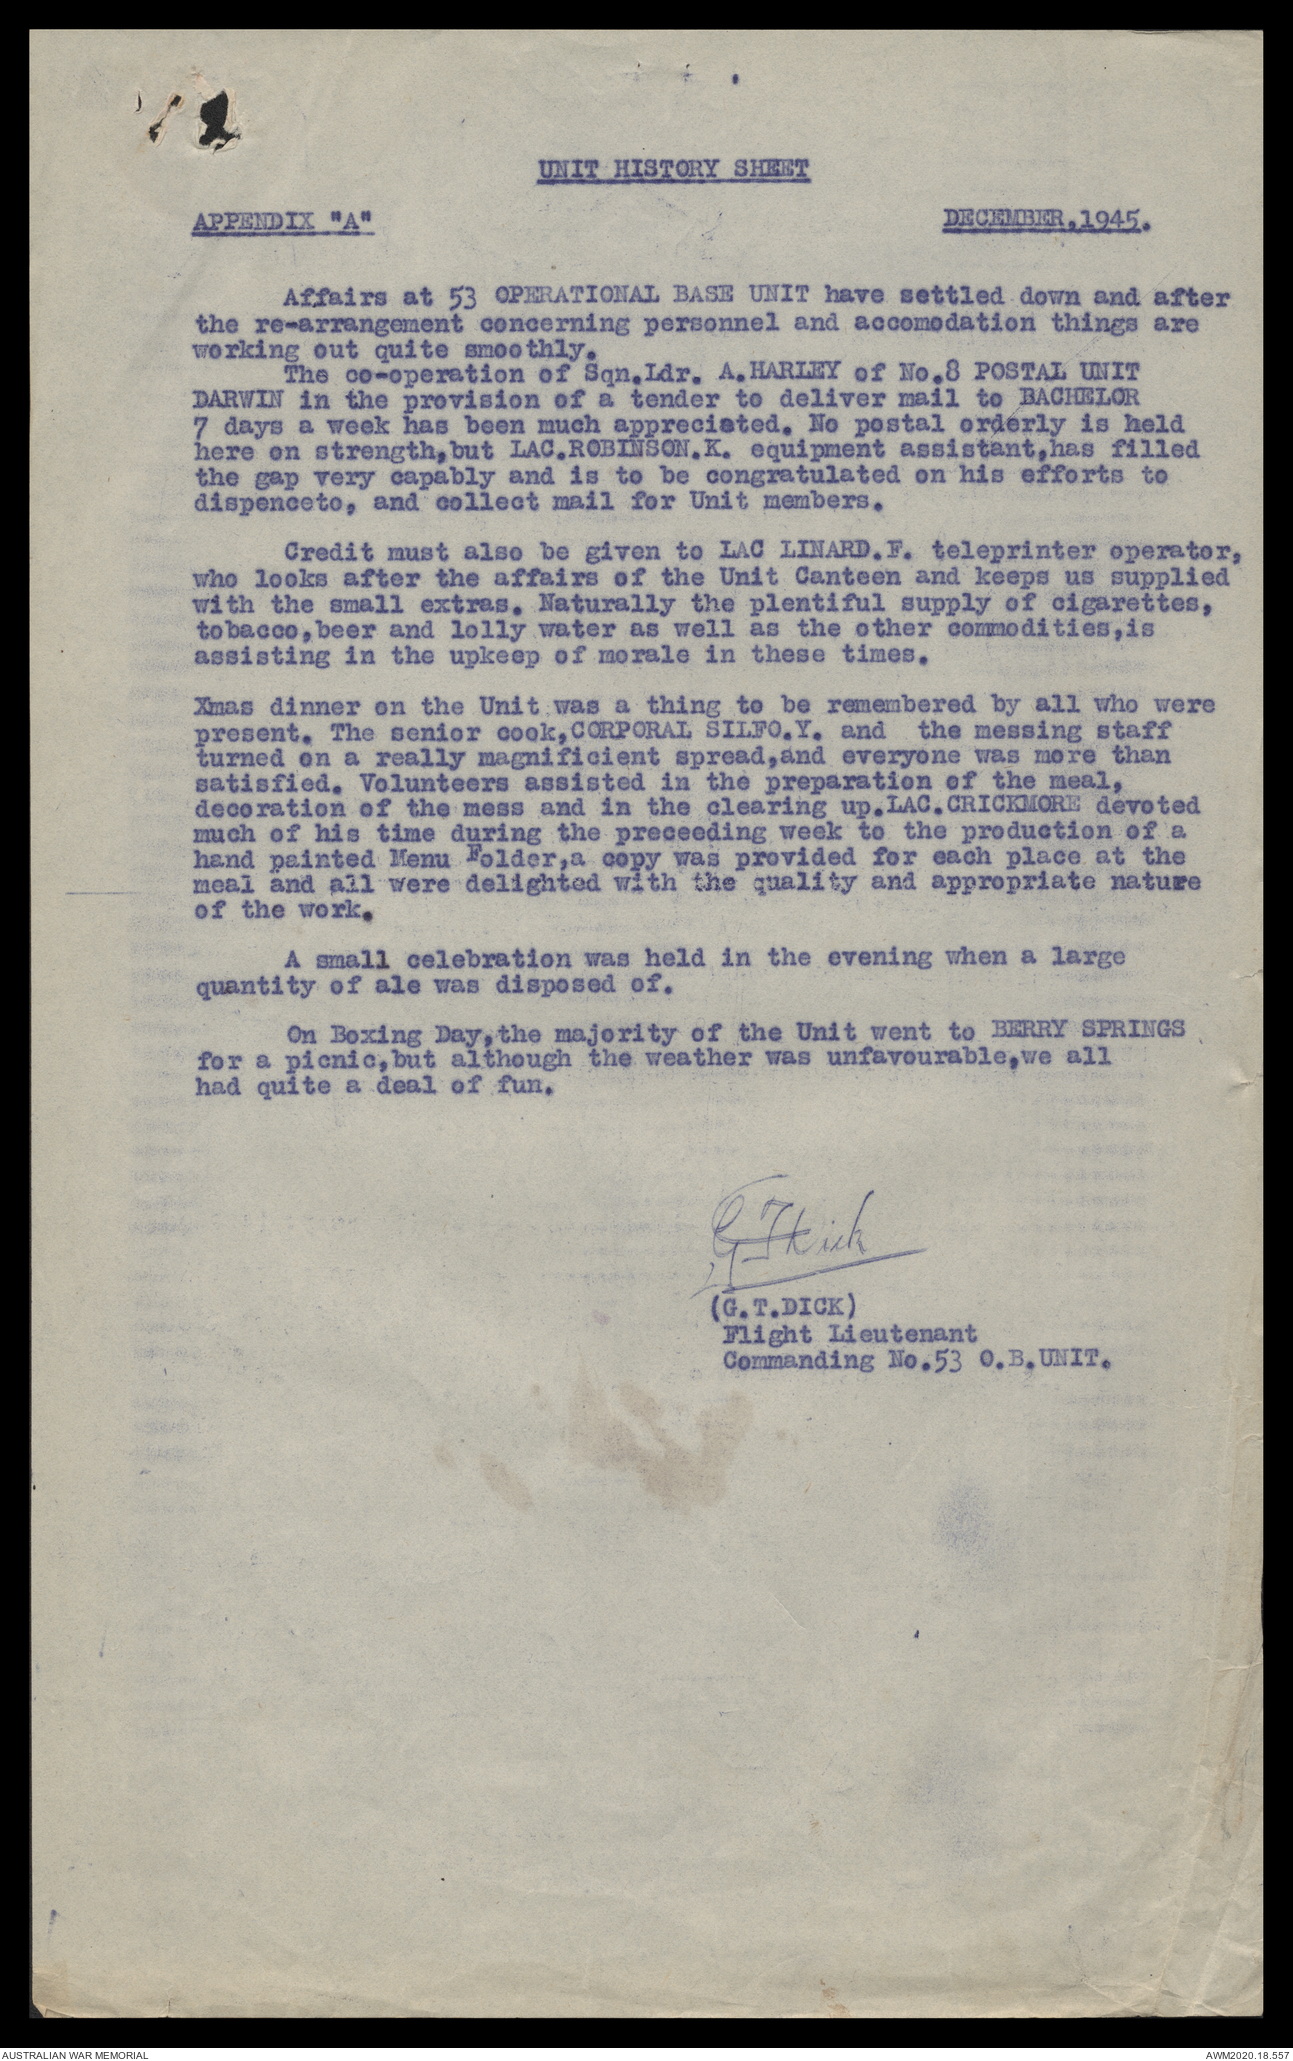 UNIT HISTORY SHEET
APPENDIX "A"
DECEMBER,1945.
Affairs at 53 OPERATIONAL BASE UNIT have settled down and after
the re-arrangement concerning personnel and accomodation things are
working out quite smoothly.
The co-operation of Sqn.Ldr. A.HARLEY of No.8 POSTAL UNIT
DARWIN in the provision of a tender to deliver mail to BACHELOR
7 days a week has been much appreciated. No postal orderly is held
here on strength,but LAC.ROBINSON.K. equipment assistant,has filled
the gap very capably and is to be congratulated on his efforts to
dispenceto, and collect mail for Unit members.
Credit must also be given to LAC LINARD.F. teleprinter operator,
who looks after the affairs of the Unit Canteen and keeps us supplied
with the small extras. Naturally the plentiful supply of cigarettes,
tobacco,beer and lolly water as well as the other commodities,is
assisting in the upkeep of morale in these times.
Xmas dinner on the Unit was a thing to be remembered by all who were
present. The senior cook,CORPORAL SILFO.Y. and the messing staff
turned on a really magnificient spread,and everyone was more than
satisfied. Volunteers assisted in the preparation of the meal,
decoration of the mess and in the clearing up.LAC.CRICKMORE devoted
much of his time during the preceeding week to the production of a
hand painted Menu Folder,a copy was provided for each place at the
meal and all were delighted with the quality and appropriate nature
of the work.
A small celebration was held in the evening when a large
quantity of ale was disposed of.
On Boxing Day,the majority of the Unit went to BERRY SPRINGS
for a picnic,but although the weather was unfavourable,we all
had quite a deal of fun.
G T Dick
(G.T.DICK)
Flight Lieutenant
Commanding No.53 O.B.UNIT.
AUSTRALIAN WAR MEMORIAL
AWM2020.18.557